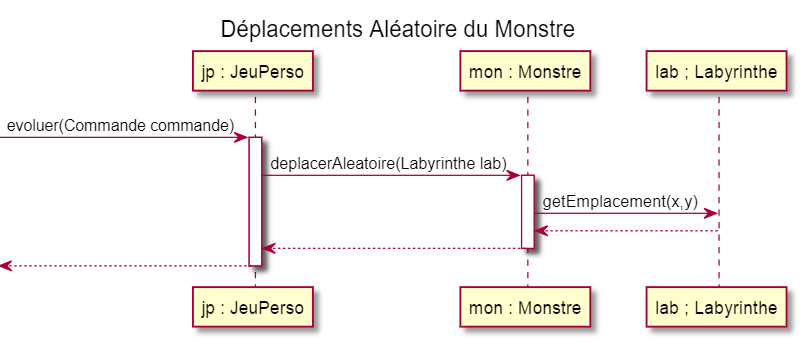 Déplacements Aléatoire du Monstre
jp : JeuPerso
mon : Monstre
lab ; Labyrinthe
evoluer(Commande commande)
deplacerAleatoire(Labyrinthe lab)
getEmplacement(x,y)
jp : JeuPerso
mon : Monstre
lab ; Labyrinthe